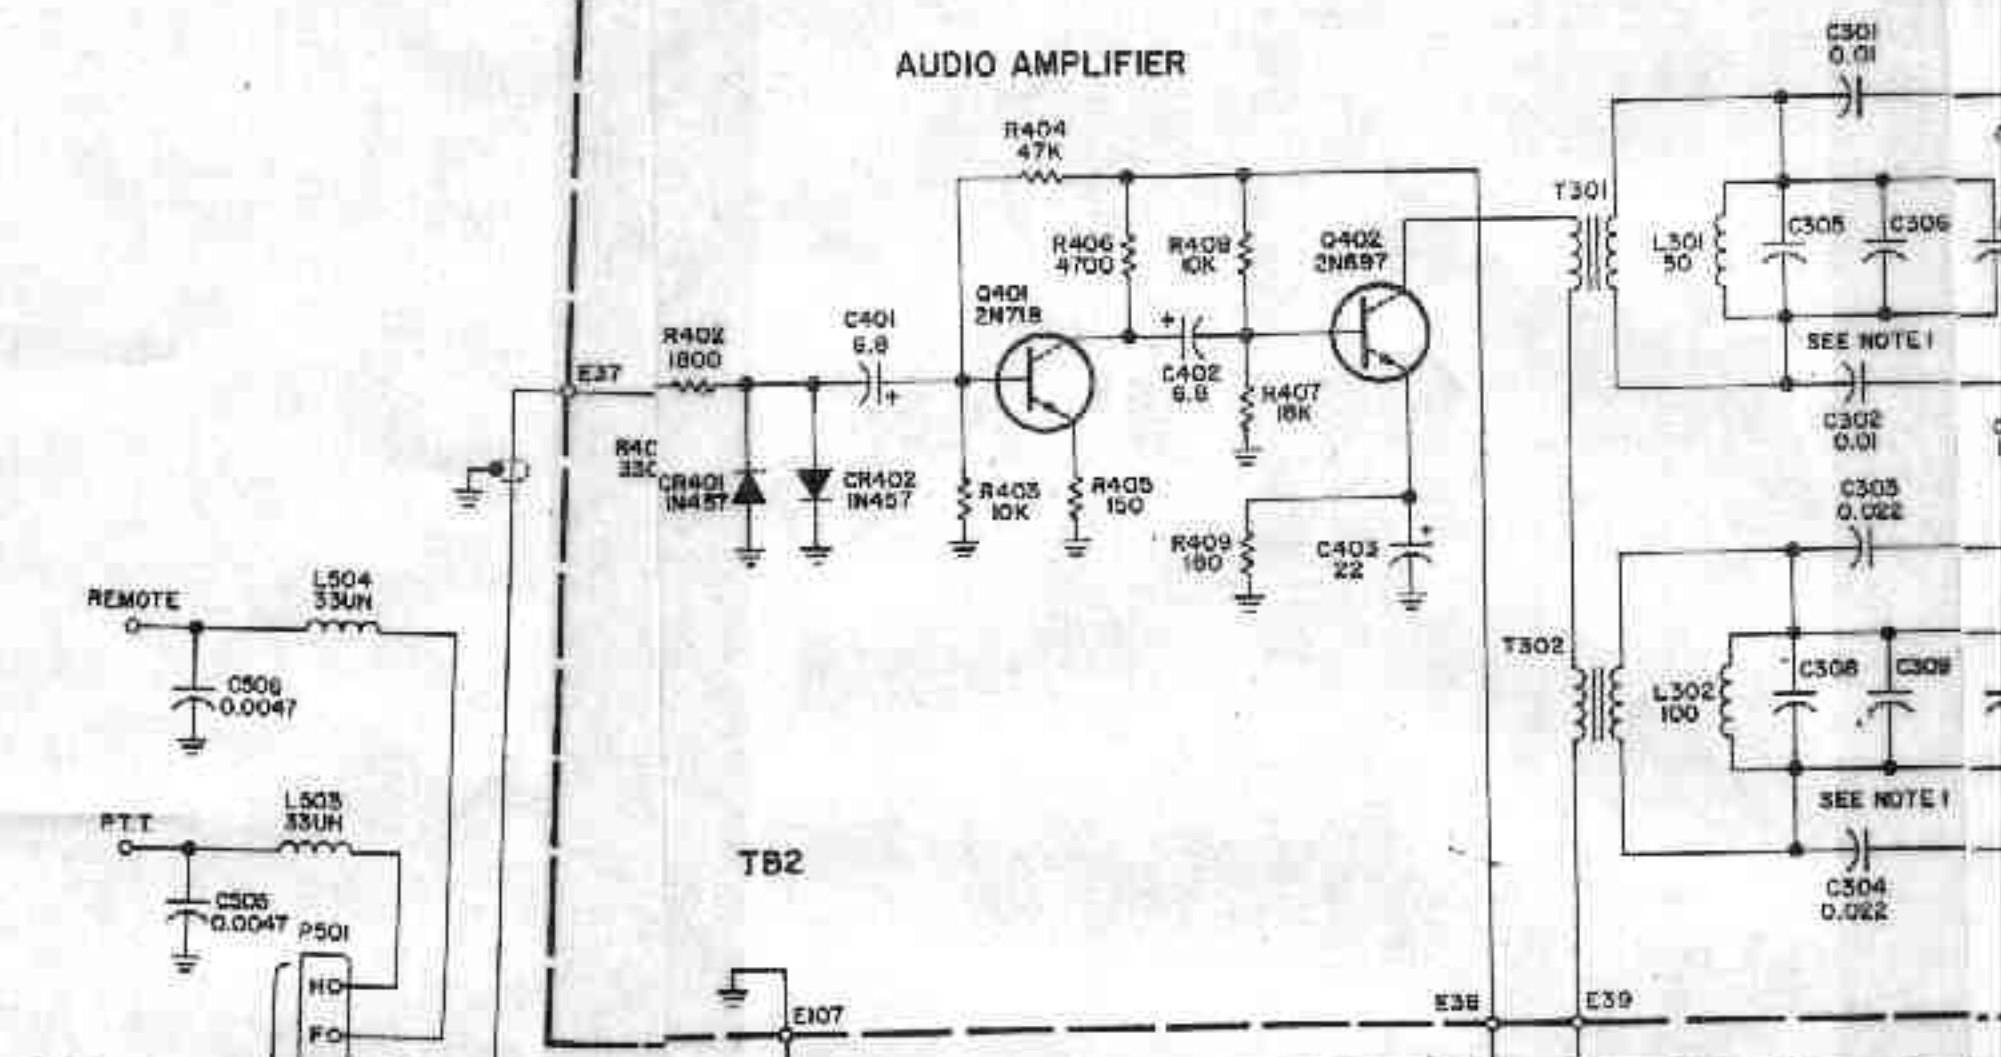 AUDIO AMPLIFIER
C301
0.01
R404
47K
T301
R406
4700
R408
10K
Q402
2N697
L301
50
C305
C306
Q401
2N718
R402
1800
C401
6.8
E37
SEE NOTE 1
C402
6.8
R407
18K
C302
0.01
CR401
1N457
CR402
1N457
R403
10K
R405
150
C303
0.022
R409
180
C403
22
L504
33UH
REMOTE
C506
0.0047
T302
L302
100
C308
C309
L503
33UH
P.T.T
SEE NOTE 1
TB2
C505
0.0047
P501
C304
0.022
H
F
E107
E38
E39